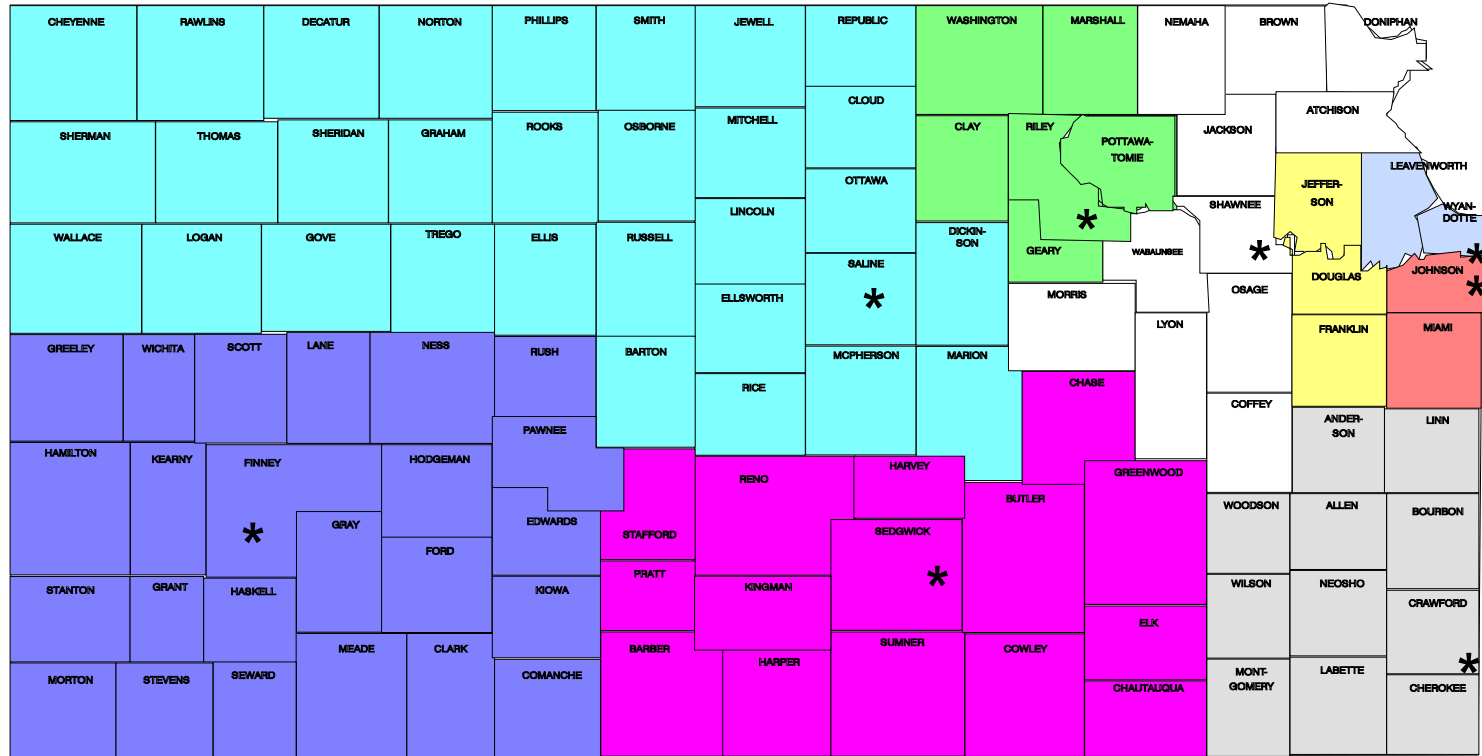 CHEYENNE
RAWLINS
DECATUR
NORTON
PHILLIPS
SMITH
JEWELL
REPUBLIC
WASHINGTON
MARSHALL
NEMAHA
BROWN
DONIPHAN
CLOUD
ATCHISON
SHERMAN
THOMAS
SHERIDAN
GRAHAM
ROOKS
OSBORNE
MITCHELL
CLAY
RILEY
POTTAWA-
TOMIE
JACKSON
LEAVENWORTH
OTTAWA
JEFFER-
SON
LINCOLN
SHAWNEE
WYAN-
DOTTE
WALLACE
LOGAN
GOVE
TREGO
ELLIS
RUSSELL
DICKIN-
SON
GEARY
*
WABAUNSEE
*
*
SALINE
*
DOUGLAS
JOHNSON
*
ELLSWORTH
MORRIS
OSAGE
LYON
FRANKLIN
MIAMI
GREELEY
WICHITA
SCOTT
LANE
NESS
RUSH
BARTON
MCPHERSON
MARION
RICE
CHASE
COFFEY
ANDER-
SON
LINN
PAWNEE
HAMILTON
KEARNY
FINNEY
HODGEMAN
RENO
HARVEY
GREENWOOD
BUTLER
WOODSON
ALLEN
BOURBON
*
GRAY
EDWARDS
STAFFORD
SEDGWICK
*
FORD
STANTON
GRANT
HASKELL
KIOWA
PRATT
KINGMAN
WILSON
NEOSHO
CRAWFORD
*
ELK
MEADE
CLARK
BARBER
HARPER
SUMNER
COWLEY
MORTON
STEVENS
SEWARD
COMANCHE
CHAUTAUQUA
MONT-
GOMERY
LABETTE
CHEROKEE